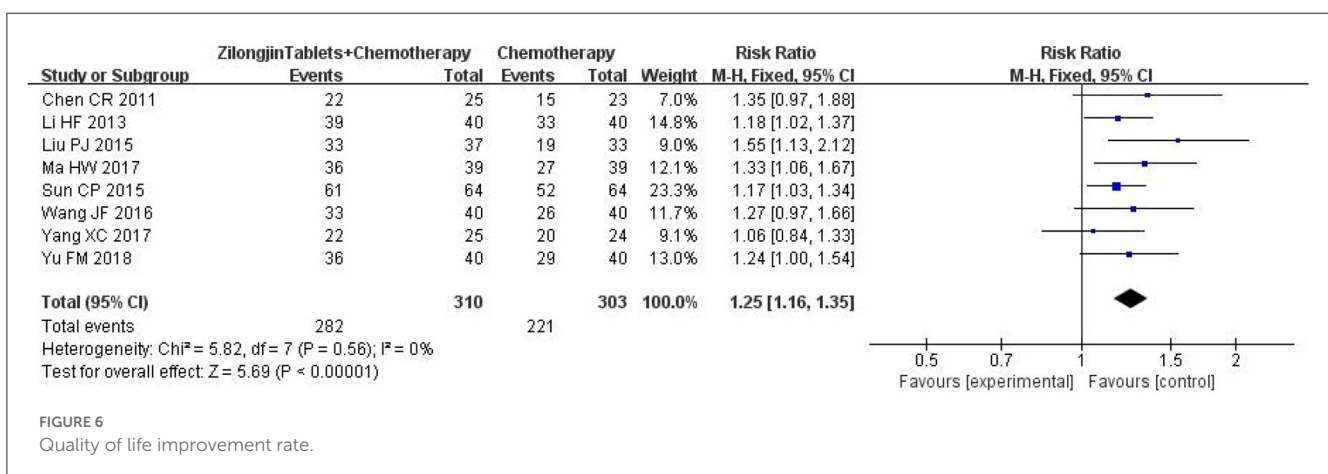 ZilongjinTablets+Chemotherapy Chemotherapy Risk Ratio Risk Ratio
Study or Subgroup Events Total Events Total Weight M-H, Fixed, 95% CI M-H, Fixed, 95% CI
Chen CR 2011 22 25 15 23 7.0% 1.35 [0.97, 1.88]
Li HF 2013 39 40 33 40 14.8% 1.18 [1.02, 1.37]
Liu PJ 2015 33 37 19 33 9.0% 1.55 [1.13, 2.12]
Ma HW 2017 36 39 27 39 12.1% 1.33 [1.06, 1.67]
Sun CP 2015 61 64 52 64 23.3% 1.17 [1.03, 1.34]
Wang JF 2016 33 40 26 40 11.7% 1.27 [0.97, 1.66]
Yang XC 2017 22 25 20 24 9.1% 1.06 [0.84, 1.33]
Yu FM 2018 36 40 29 40 13.0% 1.24 [1.00, 1.54]
Total (95% CI) 310 303 100.0% 1.25 [1.16, 1.35]
Total events 282 221
Heterogeneity: Chi² = 5.82, df = 7 (P = 0.56); I² = 0%
Test for overall effect: Z = 5.69 (P < 0.00001)
0.5 0.7 1 1.5 2
Favours [experimental] Favours [control]
FIGURE 6
Quality of life improvement rate.